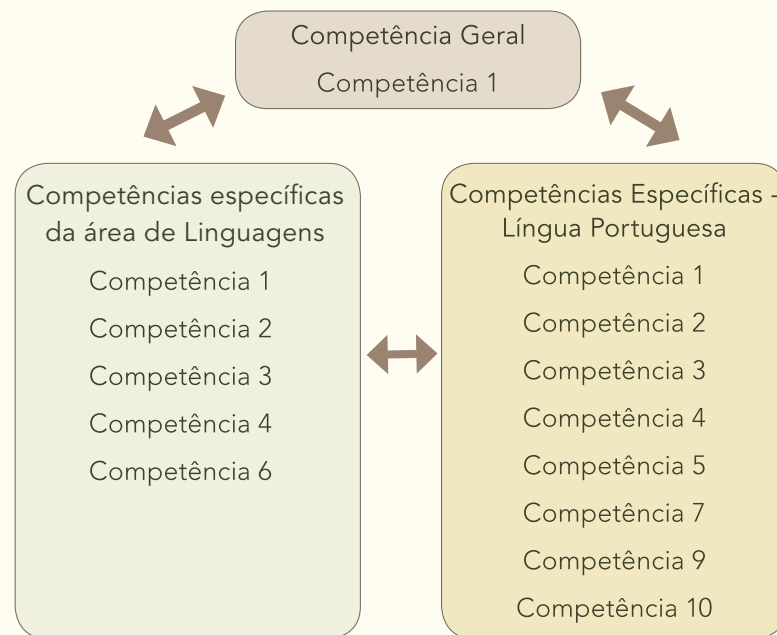 Competência Geral
Competência 1
Competências específicas
da área de Linguagens
Competência 1
Competência 2
Competência 3
Competência 4
Competência 6
Competências Específicas -
Língua Portuguesa
Competência 1
Competência 2
Competência 3
Competência 4
Competência 5
Competência 7
Competência 9
Competência 10